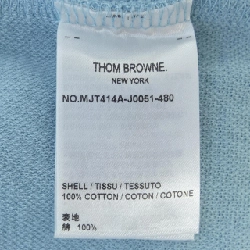 THOM BROWNE.
NEW YORK
NO.MJT414A-J0051-480
SHELL / TISSU / TESSUTO
100% COTTON / COTON / COTONE
表地
綿 100%